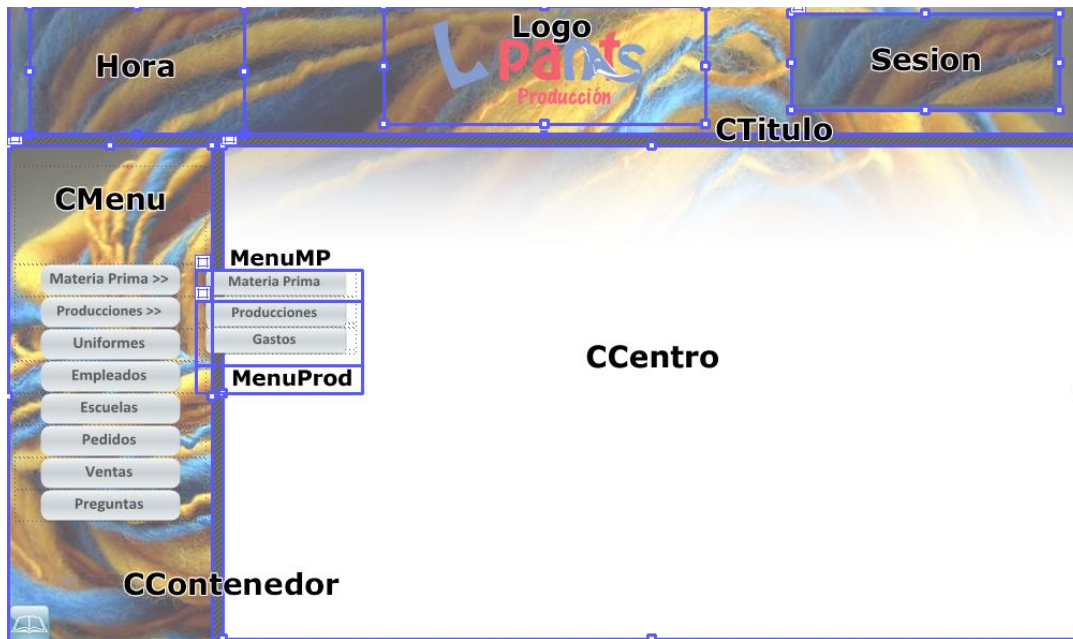 Hora
Logo
L pants
Producción
Sesion
CTitulo
CMenu
Materia Prima >>
Producciones >>
Uniformes
Empleados
Escuelas
Pedidos
Ventas
Preguntas
MenuMP
Materia Prima
Producciones
Gastos
MenuProd
CCentro
CContenedor